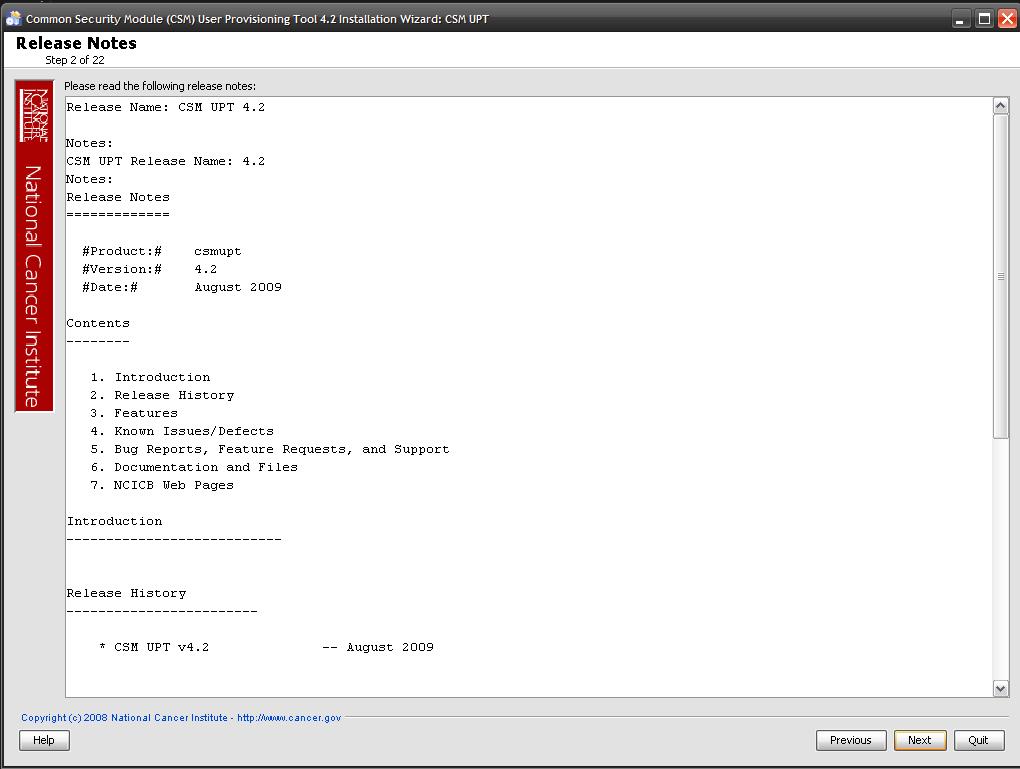 Common Security Module (CSM) User Provisioning Tool 4.2 Installation Wizard: CSM UPT
Release Notes
Step 2 of 22
NATIONAL
CANCER
INSTITUTE
National Cancer Institute
Please read the following release notes:
Release Name: CSM UPT 4.2
Notes:
CSM UPT Release Name: 4.2
Notes:
Release Notes
=============
#Product:# csmupt
#Version:# 4.2
#Date:# August 2009
Contents
--------
1. Introduction
2. Release History
3. Features
4. Known Issues/Defects
5. Bug Reports, Feature Requests, and Support
6. Documentation and Files
7. NCICB Web Pages
Introduction
---------------------------
Release History
------------------------
* CSM UPT v4.2 -- August 2009
Copyright (c) 2008 National Cancer Institute - http://www.cancer.gov
Help
Previous
Next
Quit